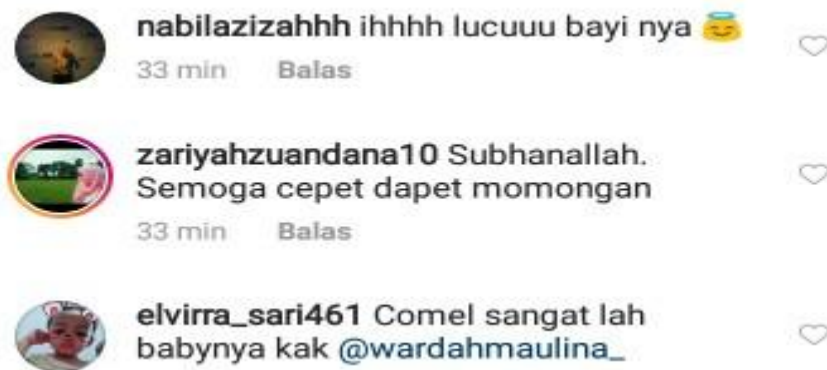 nabilazizahhh ihhhh lucuuu bayi nya 😇
33 min Balas
zariyahzuandana10 Subhanallah.
Semoga cepet dapet momongan
33 min Balas
elvirra_sari461 Comel sangat lah
babynya kak @wardahmaulina_